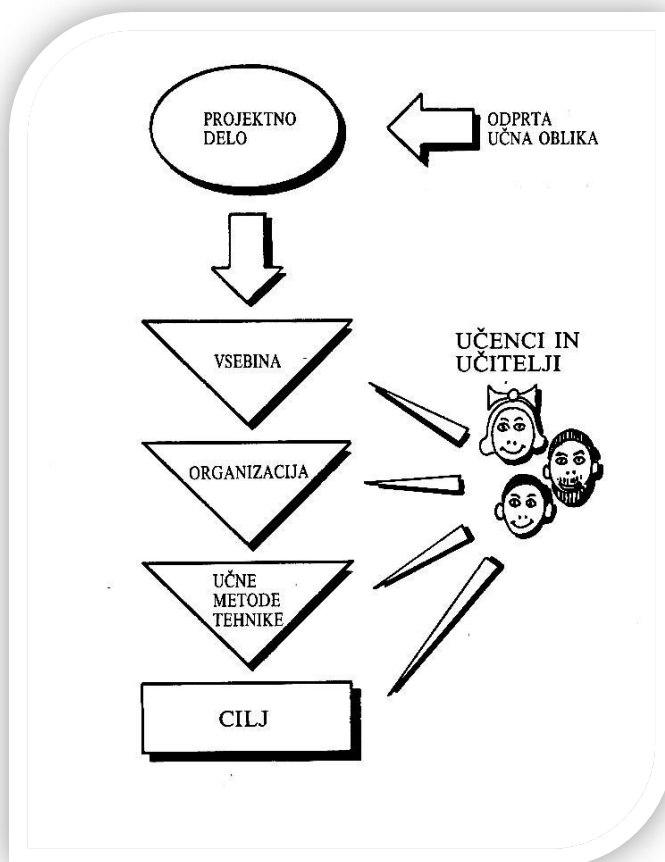 PROJEKTNO
DELO
ODPRTA
UČNA OBLIKA
VSEBINA
UČENCI IN
UČITELJI
ORGANIZACIJA
UČNE
METODE
TEHNIKE
CILJ